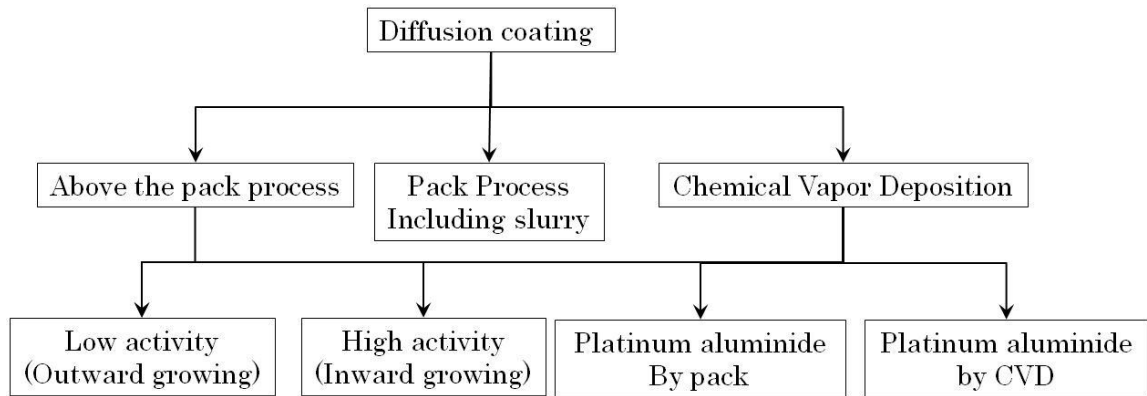 Diffusion coating
Above the pack process
Pack Process
Including slurry
Chemical Vapor Deposition
Low activity
(Outward growing)
High activity
(Inward growing)
Platinum aluminide
By pack
Platinum aluminide
by CVD